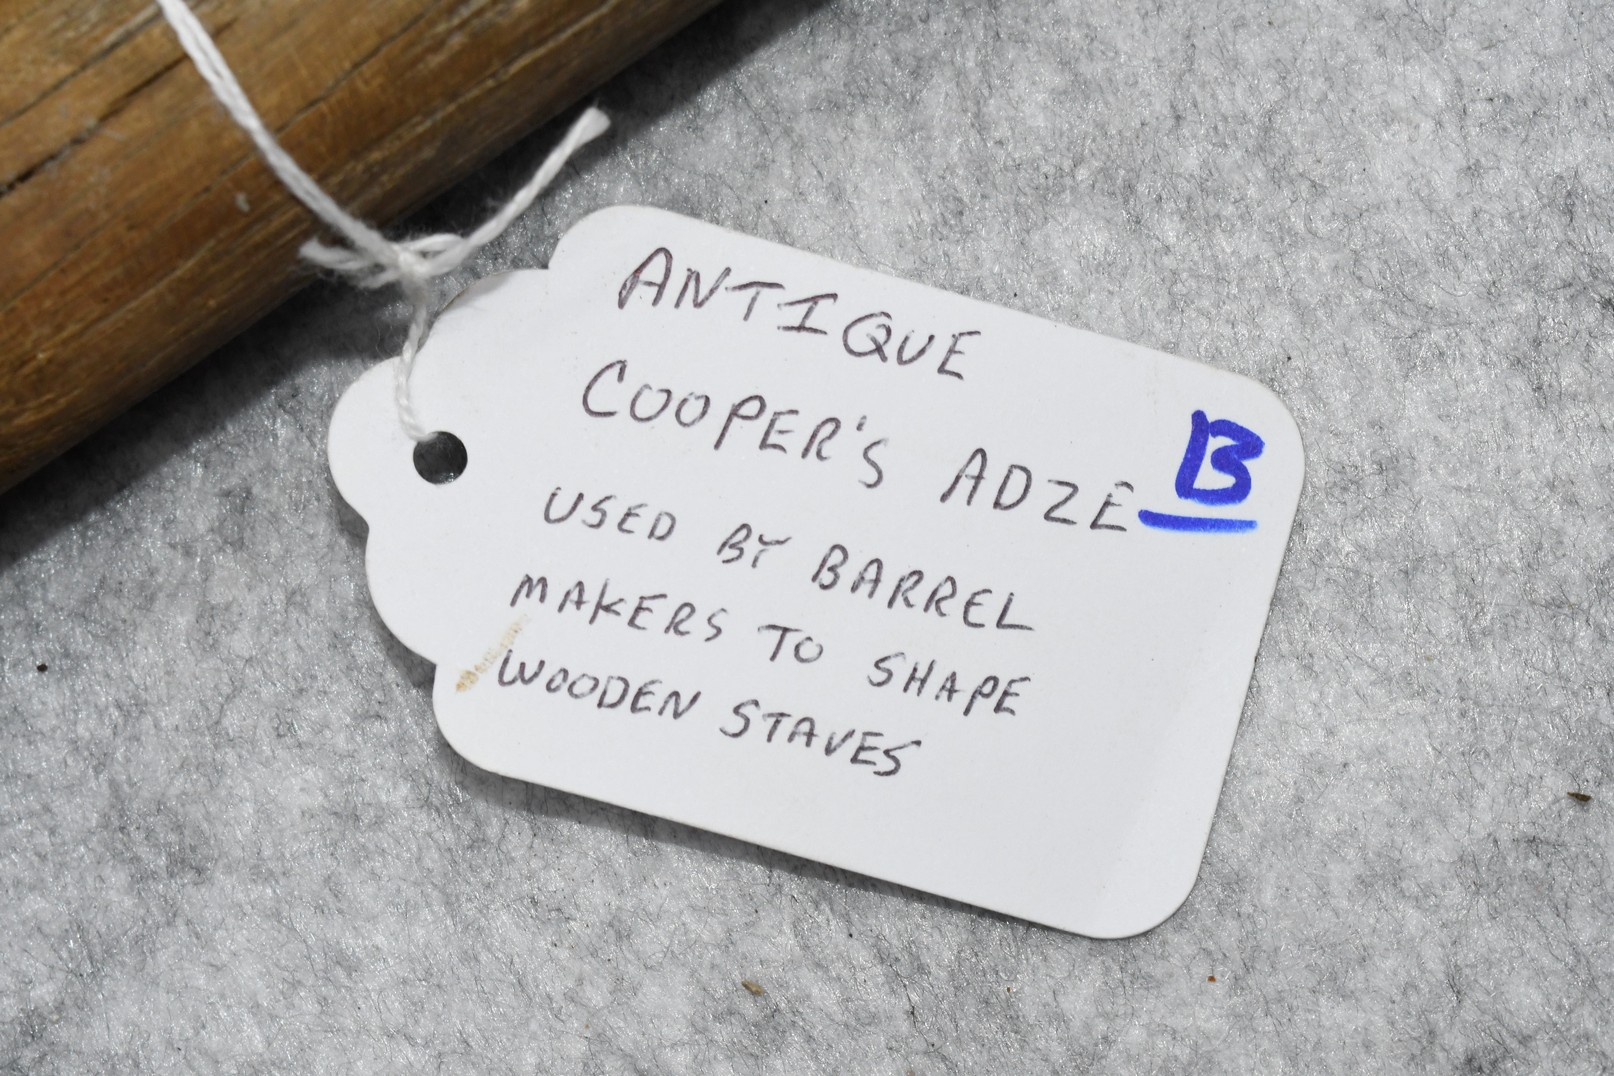 ANTIQUE
COOPER'S ADZE
B
USED BY BARREL
MAKERS TO SHAPE
WOODEN STAVES